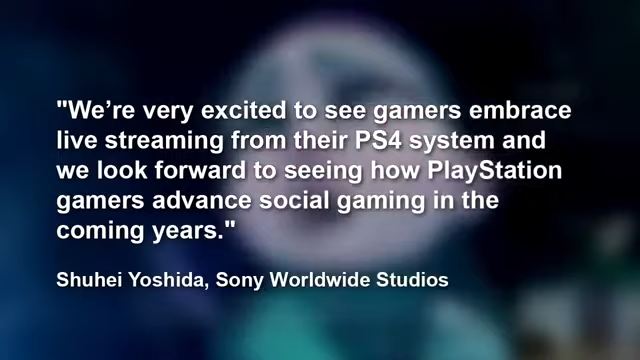 "We’re very excited to see gamers embrace
live streaming from their PS4 system and
we look forward to seeing how PlayStation
gamers advance social gaming in the
coming years."
Shuhei Yoshida, Sony Worldwide Studios